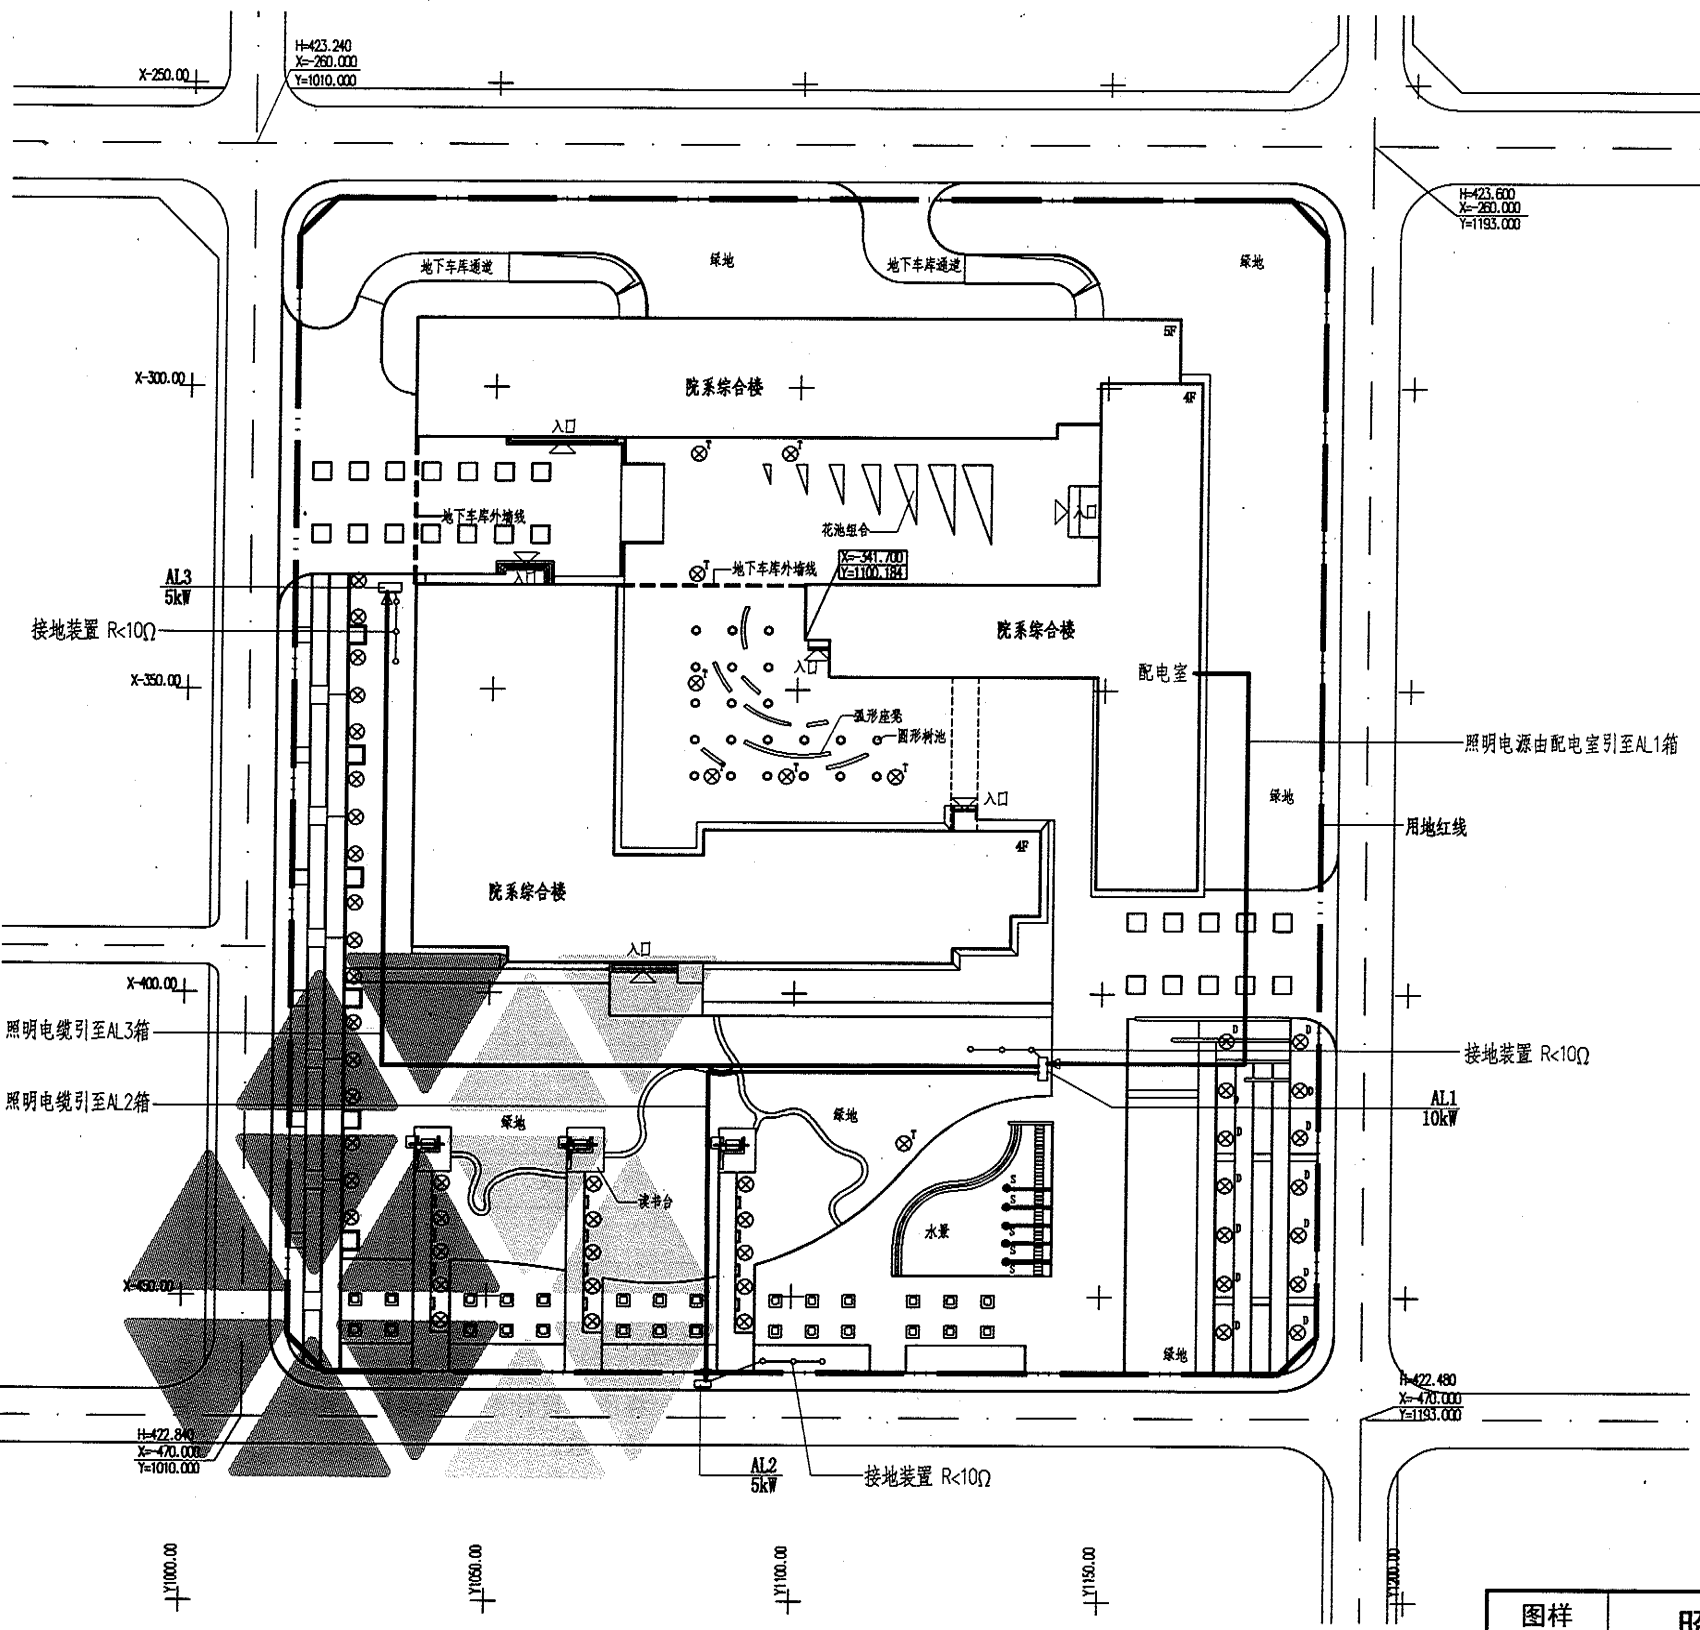 H=423.240
X=-260.000
Y=1010.000
X-250.00
H=423.600
X=-260.000
Y=1193.000
绿地
绿地
地下车库通道
地下车库通道
5F
X-300.00
院系综合楼
4F
入口
T
T
地下车库外墙线
花池组合
入口
X=-341.700
Y=1100.184
T
地下车库外墙线
入口
AL3
5kW
接地装置 R<10Ω
院系综合楼
入口
配电室
X-350.00
T
弧形座凳
圆形树池
照明电源由配电室引至AL1箱
T
T
T
入口
绿地
用地红线
4F
院系综合楼
入口
X-400.00
照明电缆引至AL3箱
D
D
接地装置 R<10Ω
照明电缆引至AL2箱
D
D
AL1
10kW
绿地
绿地
T
D
D
S
D
D
读书台
S
S
水景
S
D
D
S
X-450.00
D
D
D
D
绿地
H=422.480
X=-470.000
Y=1193.000
H=422.840
X=-470.000
Y=1010.000
AL2
5kW
接地装置 R<10Ω
Y1000.00
Y1050.00
Y1100.00
Y1150.00
Y1200.00
图样